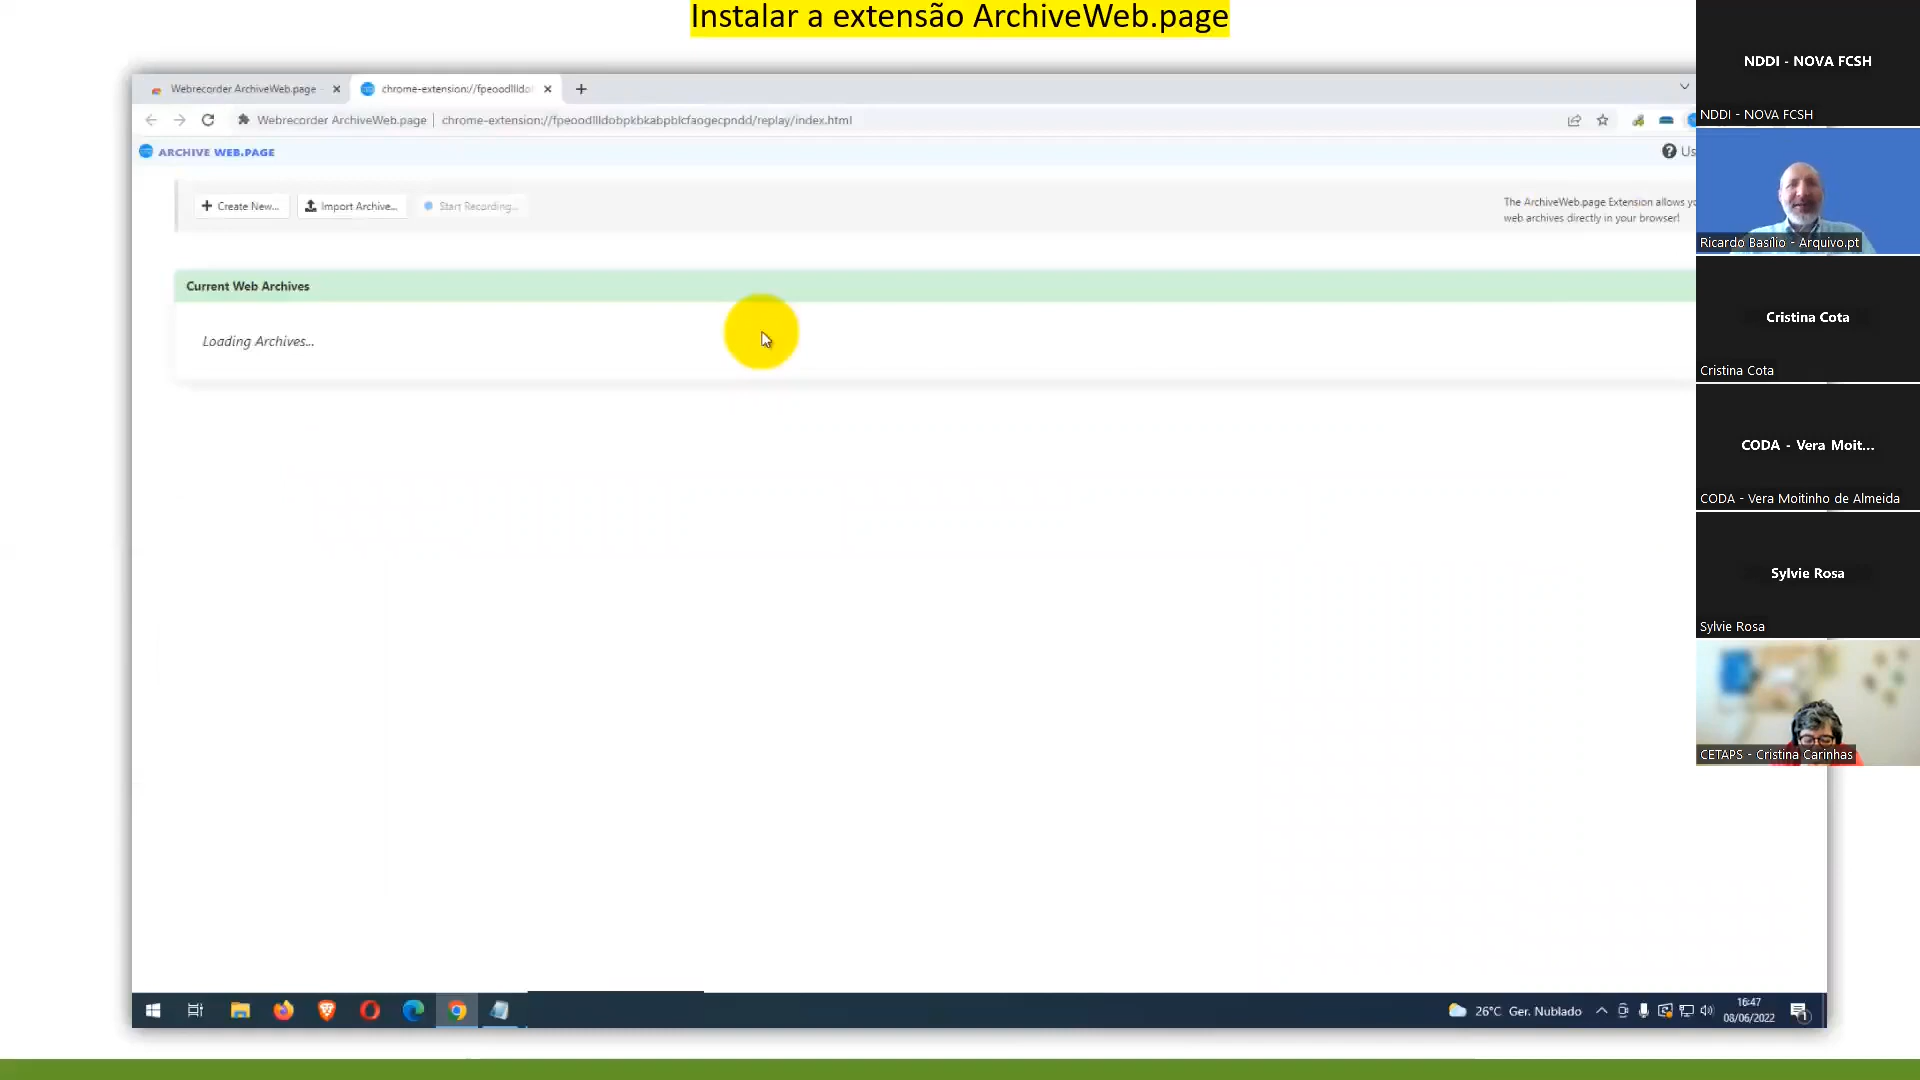 Instalar a extensão ArchiveWeb.page
Webrecorder ArchiveWeb.page
chrome-extension://fpeoodllldo
Webrecorder ArchiveWeb.page | chrome-extension://fpeoodllldobpkbkabpblcfaogecpndd/replay/index.html
ARCHIVE WEB.PAGE
Us
Create New...
Import Archive...
Start Recording...
The ArchiveWeb.page Extension allows yo
web archives directly in your browser!
Current Web Archives
Loading Archives...
NDDI - NOVA FCSH
NDDI - NOVA FCSH
Ricardo Basílio - Arquivo.pt
Cristina Cota
Cristina Cota
CODA - Vera Moit...
CODA - Vera Moitinho de Almeida
Sylvie Rosa
Sylvie Rosa
CETAPS - Cristina Carinhas
26°C Ger. Nublado
16:47
08/06/2022
1